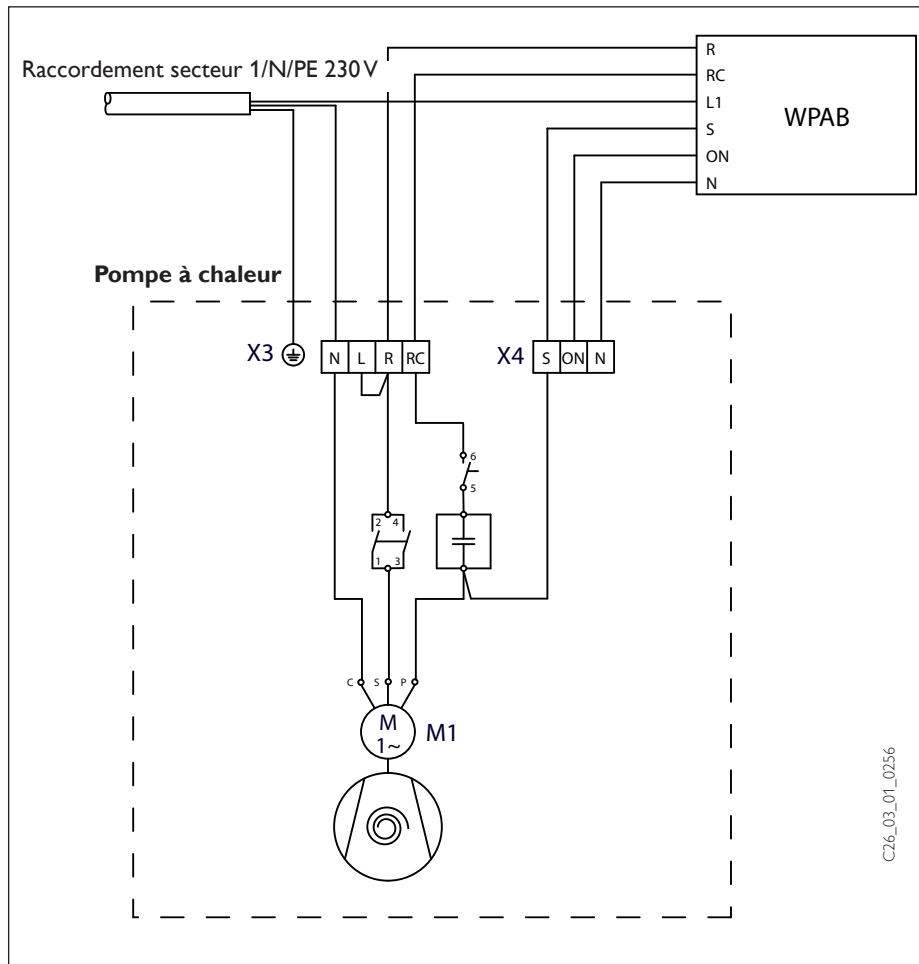 R
Raccordement secteur 1/N/PE 230 V
RC
L1
WPAB
S
ON
N
Pompe à chaleur
X3
N L R RC
X4
S ON N
6
5
2 4
1 3
C S P
M
1~
M1
C26_03_01_0256